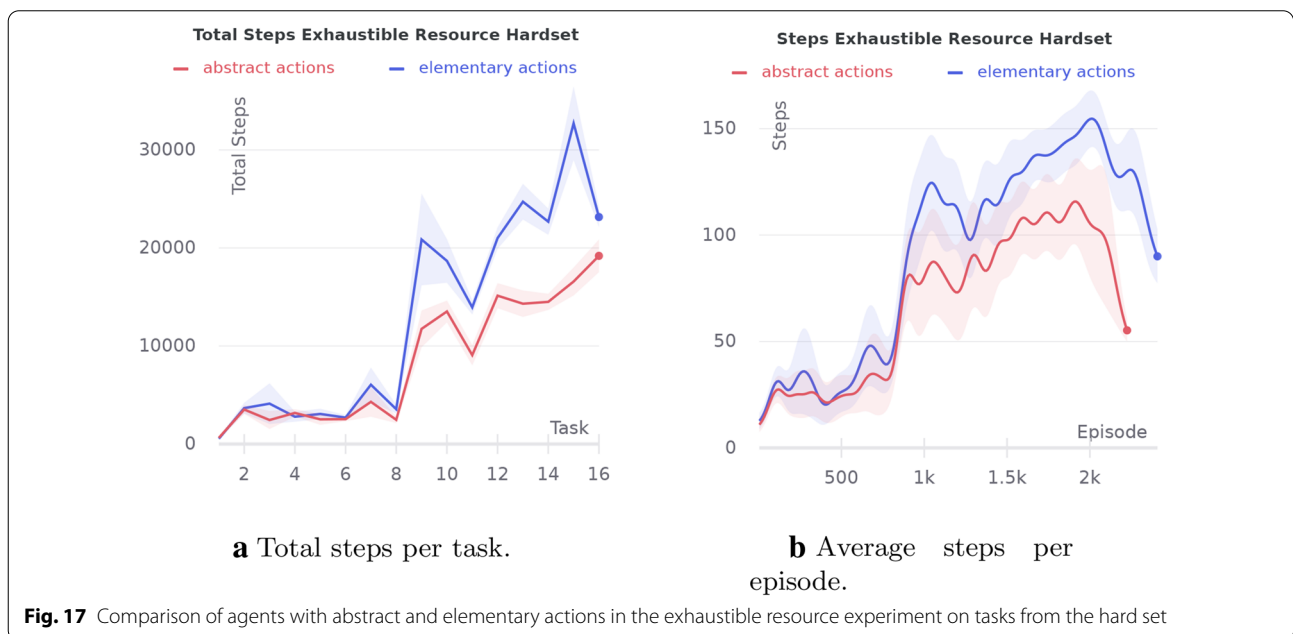 Total Steps Exhaustible Resource Hardset
abstract actions
elementary actions
Total Steps
30000
20000
10000
0
Task
2
4
6
8
10
12
14
16
a Total steps per task.
Steps Exhaustible Resource Hardset
abstract actions
elementary actions
Steps
150
100
50
0
Episode
500
1k
1.5k
2k
b Average steps per
episode.
Fig. 17 Comparison of agents with abstract and elementary actions in the exhaustible resource experiment on tasks from the hard set